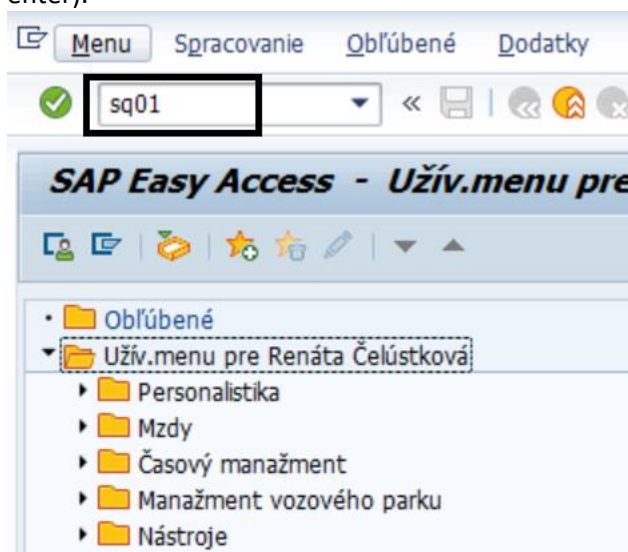 enter).
Menu Spracovanie Obľúbené Dodatky
sq01
SAP Easy Access - Užív.menu pre
Obľúbené
Užív.menu pre Renáta Čelústková
Personalistika
Mzdy
Časový manažment
Manažment vozového parku
Nástroje